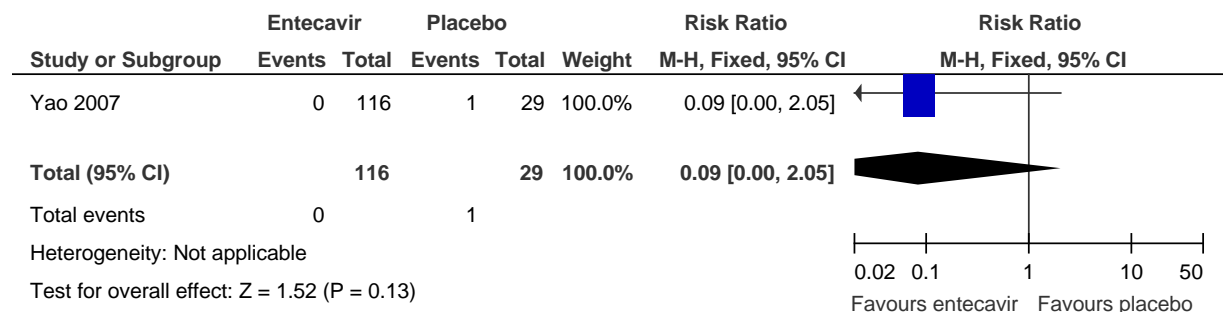 Entecavir Placebo Risk Ratio Risk Ratio
Study or Subgroup Events Total Events Total Weight M-H, Fixed, 95% CI M-H, Fixed, 95% CI
Yao 2007 0 116 1 29 100.0% 0.09 [0.00, 2.05]
Total (95% CI) 116 29 100.0% 0.09 [0.00, 2.05]
Total events 0 1
Heterogeneity: Not applicable
Test for overall effect: Z = 1.52 (P = 0.13)
0.02 0.1 1 10 50
Favours entecavir Favours placebo